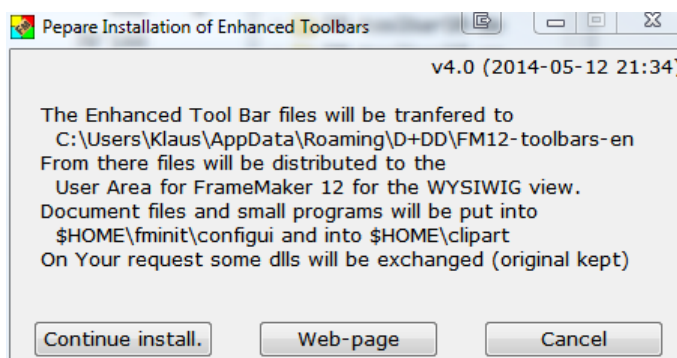 Pepare Installation of Enhanced Toolbars
v4.0 (2014-05-12 21:34)
The Enhanced Tool Bar files will be tranfered to
C:\Users\Klaus\AppData\Roaming\D+DD\FM12-toolbars-en
From there files will be distributed to the
User Area for FrameMaker 12 for the WYSIWIG view.
Document files and small programs will be put into
$HOME\fminit\configui and into $HOME\clipart
On Your request some dlls will be exchanged (original kept)
Continue install. Web-page Cancel